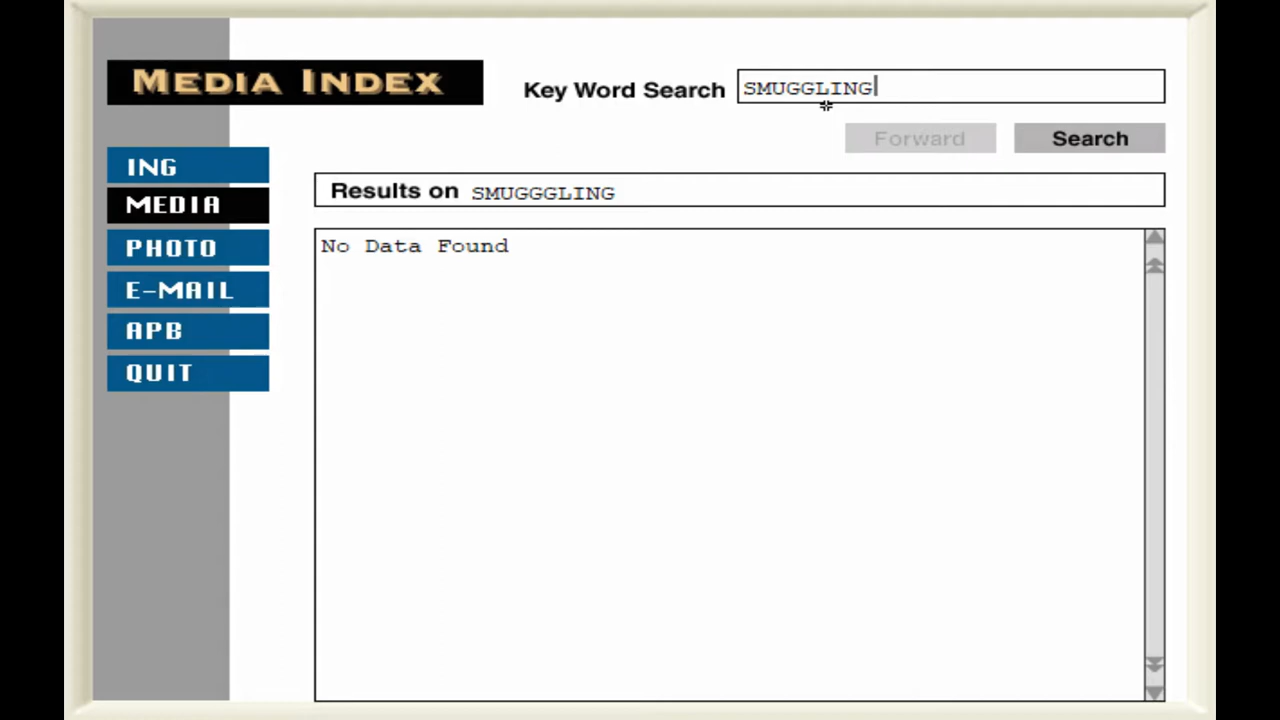 MEDIA INDEX
Key Word Search SMUGGLING
Forward Search
ING
MEDIA
PHOTO
E-MAIL
APB
QUIT
Results on SMUGGGLING
No Data Found